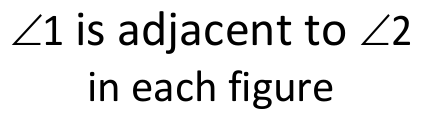 ∠1 is adjacent to ∠2
in each figure